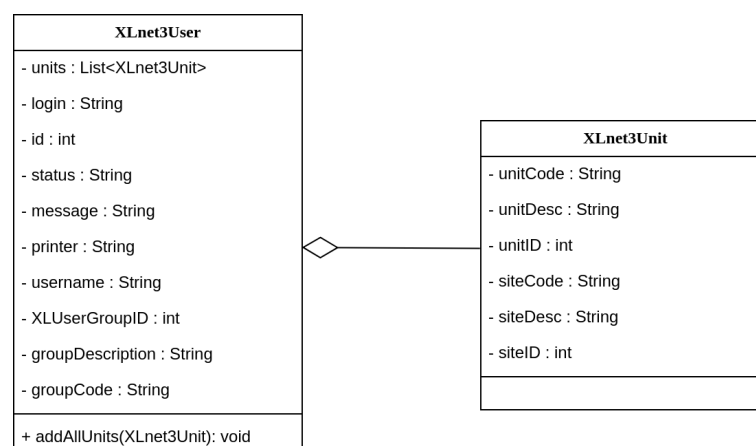 XLnet3User
- units : List<XLnet3Unit>
- login : String
- id : int
- status : String
- message : String
- printer : String
- username : String
- XLUserGroupID : int
- groupDescription : String
- groupCode : String
+ addAllUnits(XLnet3Unit): void
XLnet3Unit
- unitCode : String
- unitDesc : String
- unitID : int
- siteCode : String
- siteDesc : String
- siteID : int